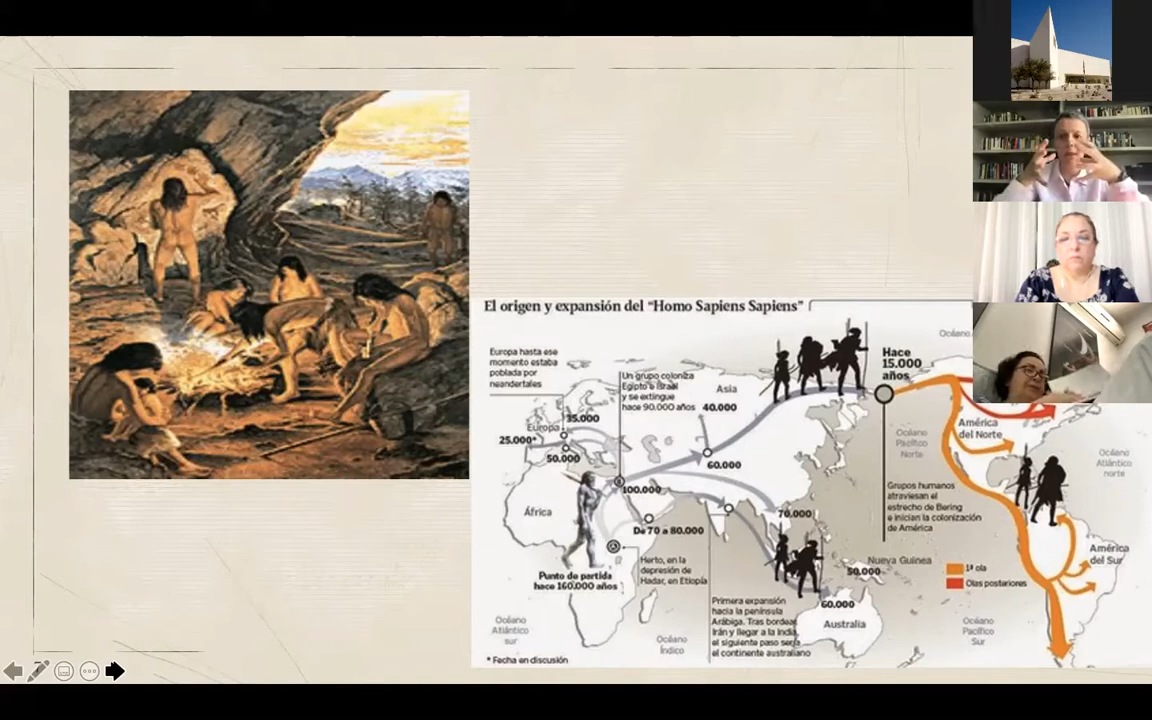 El origen y expansión del “Homo Sapiens Sapiens”
Europa hasta ese
momento estaba
poblada por
neandertales
Un grupo coloniza
Egipto e Israel
y se extingue
hace 90.000 años
Asia
40.000
Hace
15.000
años
Océano
35.000
Europa
25.000*
50.000
60.000
100.000
África
De 70 a 80.000
70.000
Punto de partida
hace 160.000 años
Herto, en la
depresión de
Hadar, en Etiopía
Primera expansión
hacia la península
Arábiga. Tras bordear
Irán y llegar a la India,
el siguiente paso sería
el continente australiano
Nueva Guinea
50.000
60.000
Australia
Océano
Atlántico
sur
Océano
Índico
* Fecha en discusión
Océano
Pacífico
Norte
América
del Norte
Océano
Atlántico
norte
Grupos humanos
atraviesan el
estrecho de Bering
e inician la colonización
de América
1ª ola
Olas posteriores
América
del Sur
Océano
Pacífico
Sur